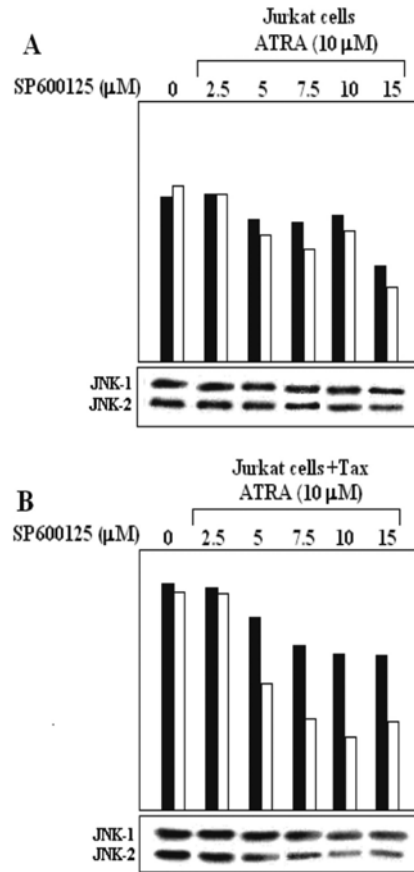 A
Jurkat cells
ATRA (10 μM)
SP600125 (μM) 0 2.5 5 7.5 10 15
JNK-1
JNK-2
B
Jurkat cells+Tax
ATRA (10 μM)
SP600125 (μM) 0 2.5 5 7.5 10 15
JNK-1
JNK-2